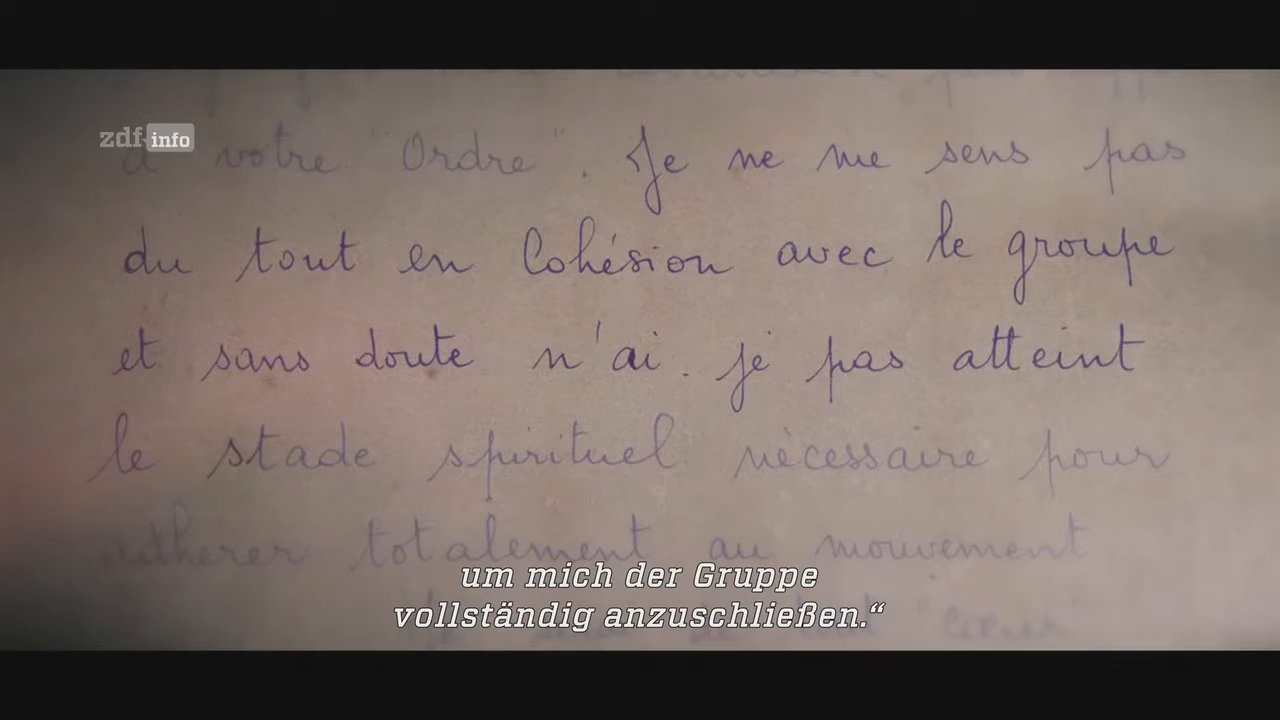 zdf info
à votre "Ordre". Je ne me sens pas
du tout en Cohésion avec le groupe
et sans doute n'ai. je pas atteint
le stade spirituel nécessaire pour
adherer totalement au mouvement
um mich der Gruppe
vollständig anzuschließen.“